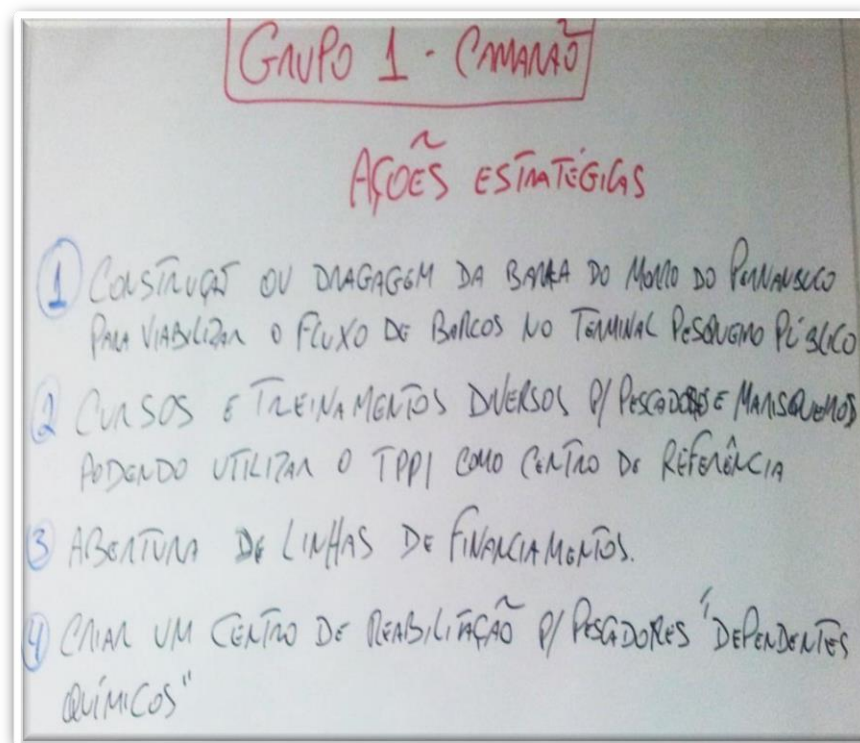 GRUPO 1 - CAMARÃO
AÇÕES ESTRATÉGICAS
1 CONSTRUÇÃO OU DRAGAGEM DA BARRA DO MORRO DO PERNAMBUCO
PARA VIABILIZAR O FLUXO DE BARCOS NO TERMINAL PESQUEIRO PÚBLICO
2 CURSOS E TREINAMENTOS DIVERSOS P/ PESCADORES E MARISQUEIROS
PODENDO UTILIZAR O TPPI COMO CENTRO DE REFERÊNCIA
3 ABERTURA DE LINHAS DE FINANCIAMENTOS.
4 CRIAR UM CENTRO DE REABILITAÇÃO P/ PESCADORES "DEPENDENTES
QUÍMICOS"